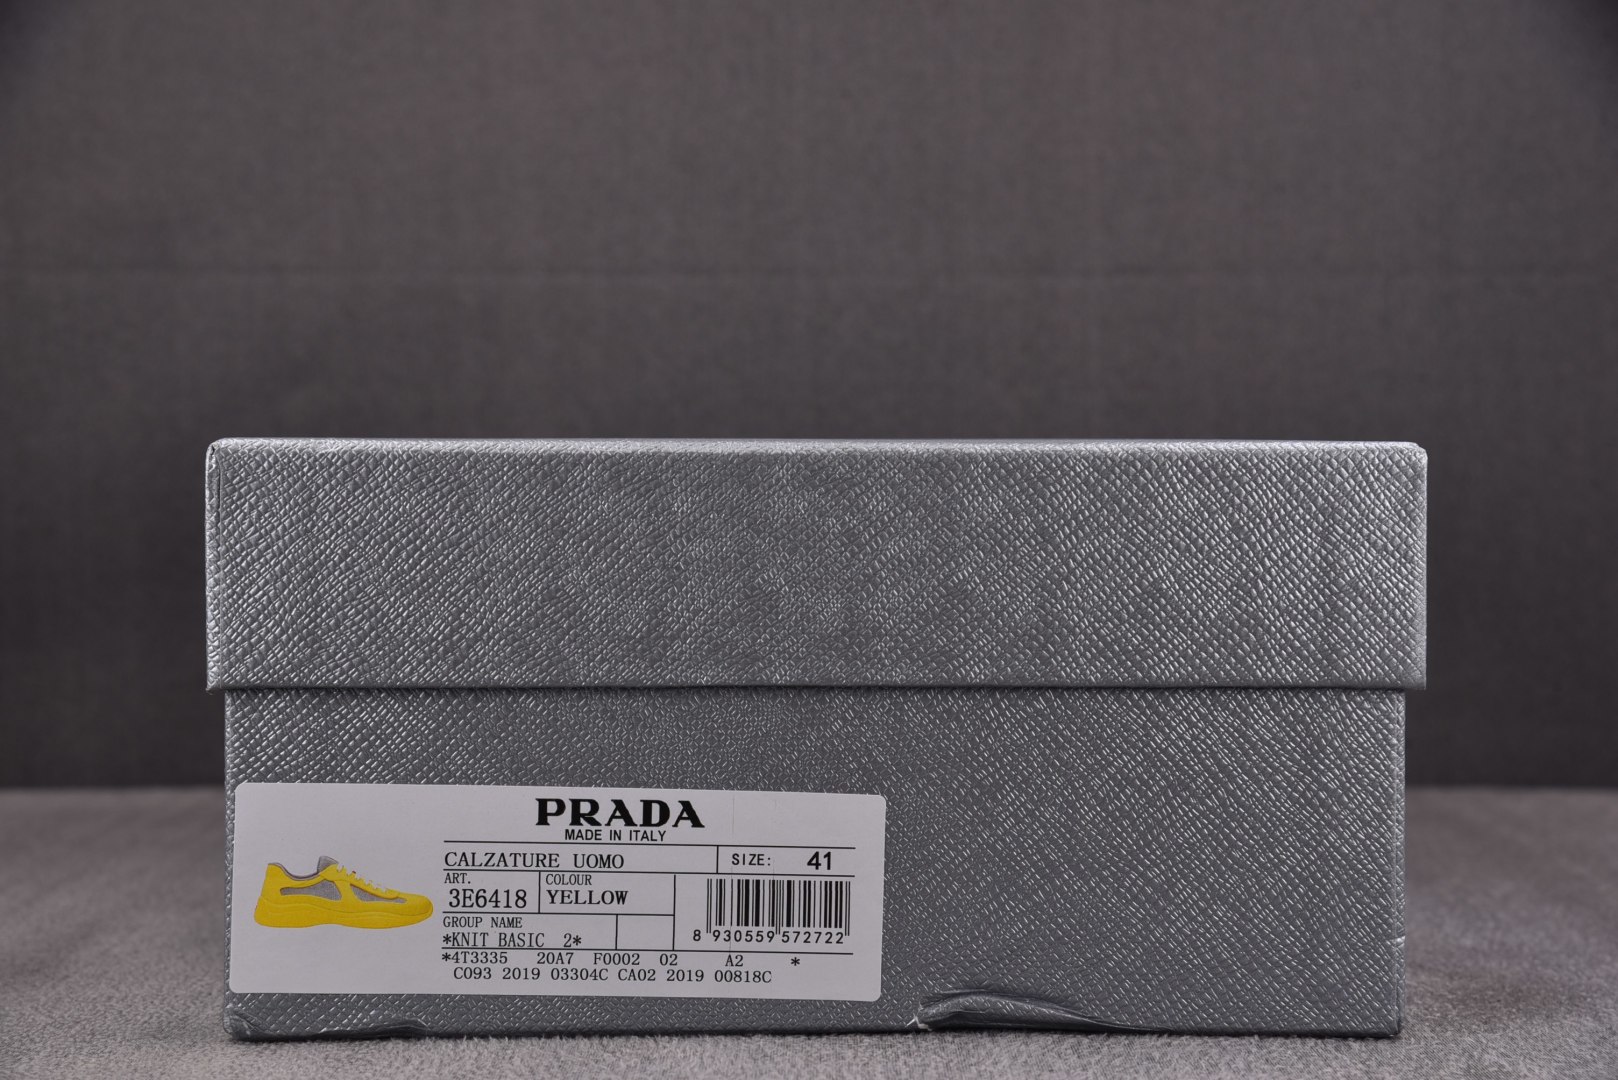 PRADA
MADE IN ITALY
CALZATURE UOMO SIZE: 41
ART. COLOUR
3E6418 YELLOW
GROUP NAME
*KNIT BASIC 2*
8 930559 572722
*4T3335 20A7 F0002 02 A2 *
C093 2019 03304C CA02 2019 00818C